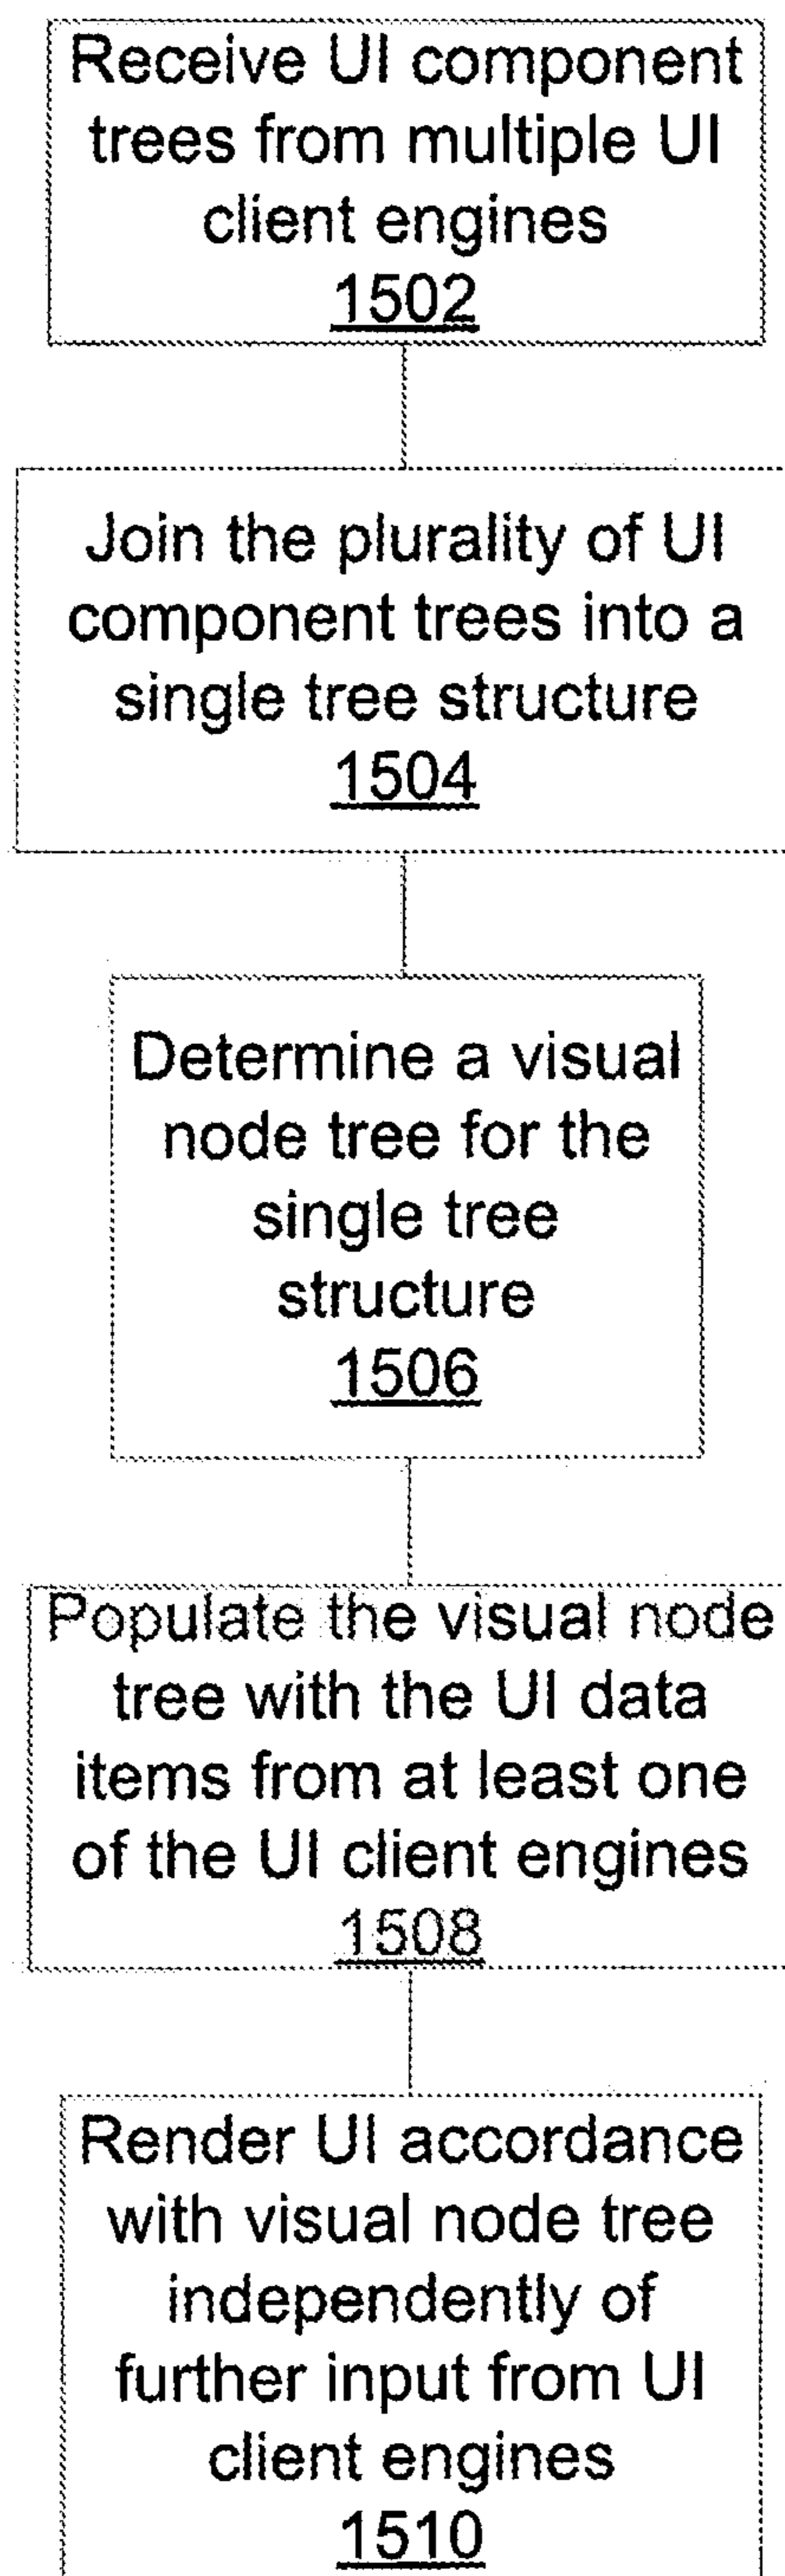 Receive UI component
trees from multiple UI
client engines
1502
Join the plurality of UI
component trees into a
single tree structure
1504
Determine a visual
node tree for the
single tree
structure
1506
Populate the visual node
tree with the UI data
items from at least one
of the UI client engines
1508
Render UI accordance
with visual node tree
independently of
further input from UI
client engines
1510